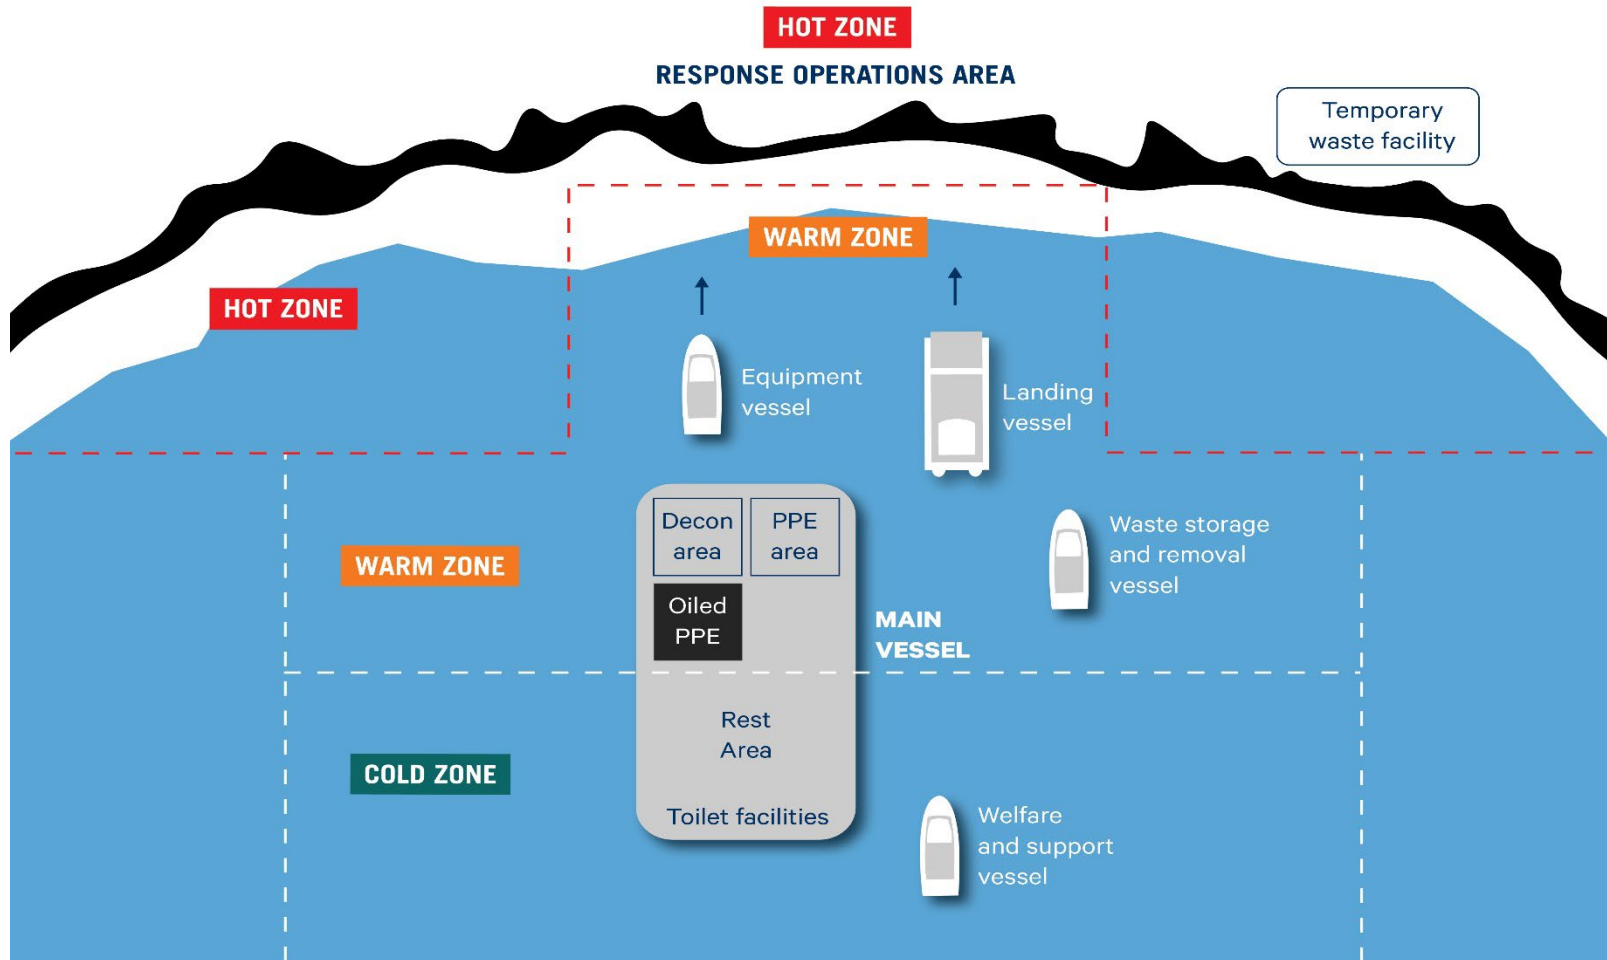 HOT ZONE
RESPONSE OPERATIONS AREA
Temporary
waste facility
WARM ZONE
HOT ZONE
Equipment
vessel
Landing
vessel
Decon
area
PPE
area
Waste storage
and removal
vessel
WARM ZONE
Oiled
PPE
MAIN
VESSEL
Rest
Area
COLD ZONE
Toilet facilities
Welfare
and support
vessel